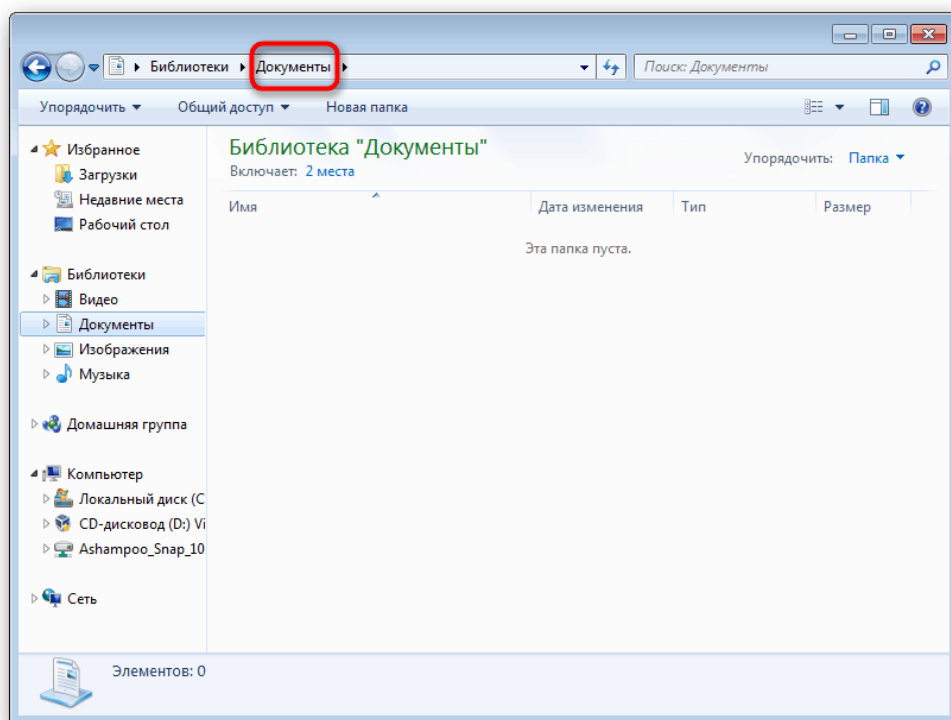 Библиотеки Документы Поиск: Документы
Упорядочить Общий доступ Новая папка
Избранное
Загрузки
Недавние места
Рабочий стол
Библиотеки
Видео
Документы
Изображения
Музыка
Домашняя группа
Компьютер
Локальный диск (C
CD-дисковод (D:) Vi
Ashampoo_Snap_10
Сеть
Библиотека "Документы"
Включает: 2 места
Упорядочить: Папка
Имя Дата изменения Тип Размер
Эта папка пуста.
Элементов: 0